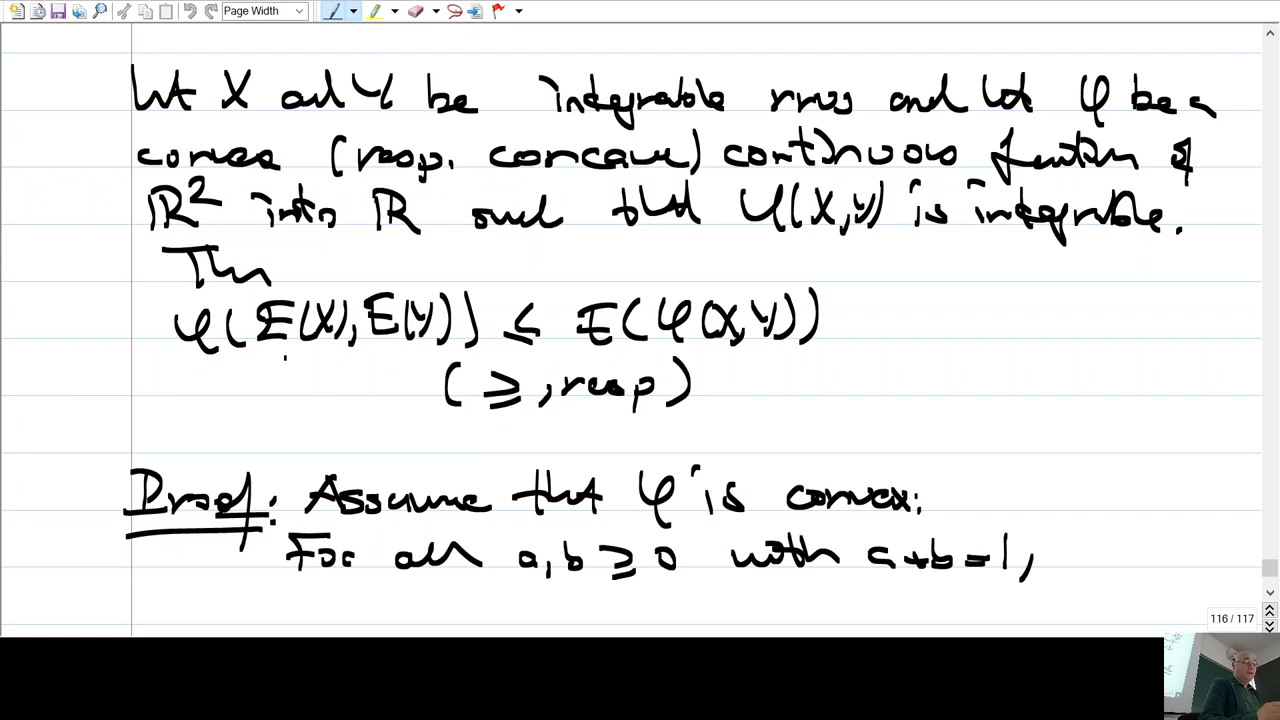 Page Width
Let X and Y be integrable rrvs and let φ be a
convex (resp. concave) continuous function of
ℝ² into ℝ and that φ(X,Y) is integrable.
Then
φ(E(X),E(Y)) ≤ E(φ(X,Y))
(≥, resp)
Proof: Assume that φ is convex:
For all a,b ≥ 0 with a+b=1,
116 / 117